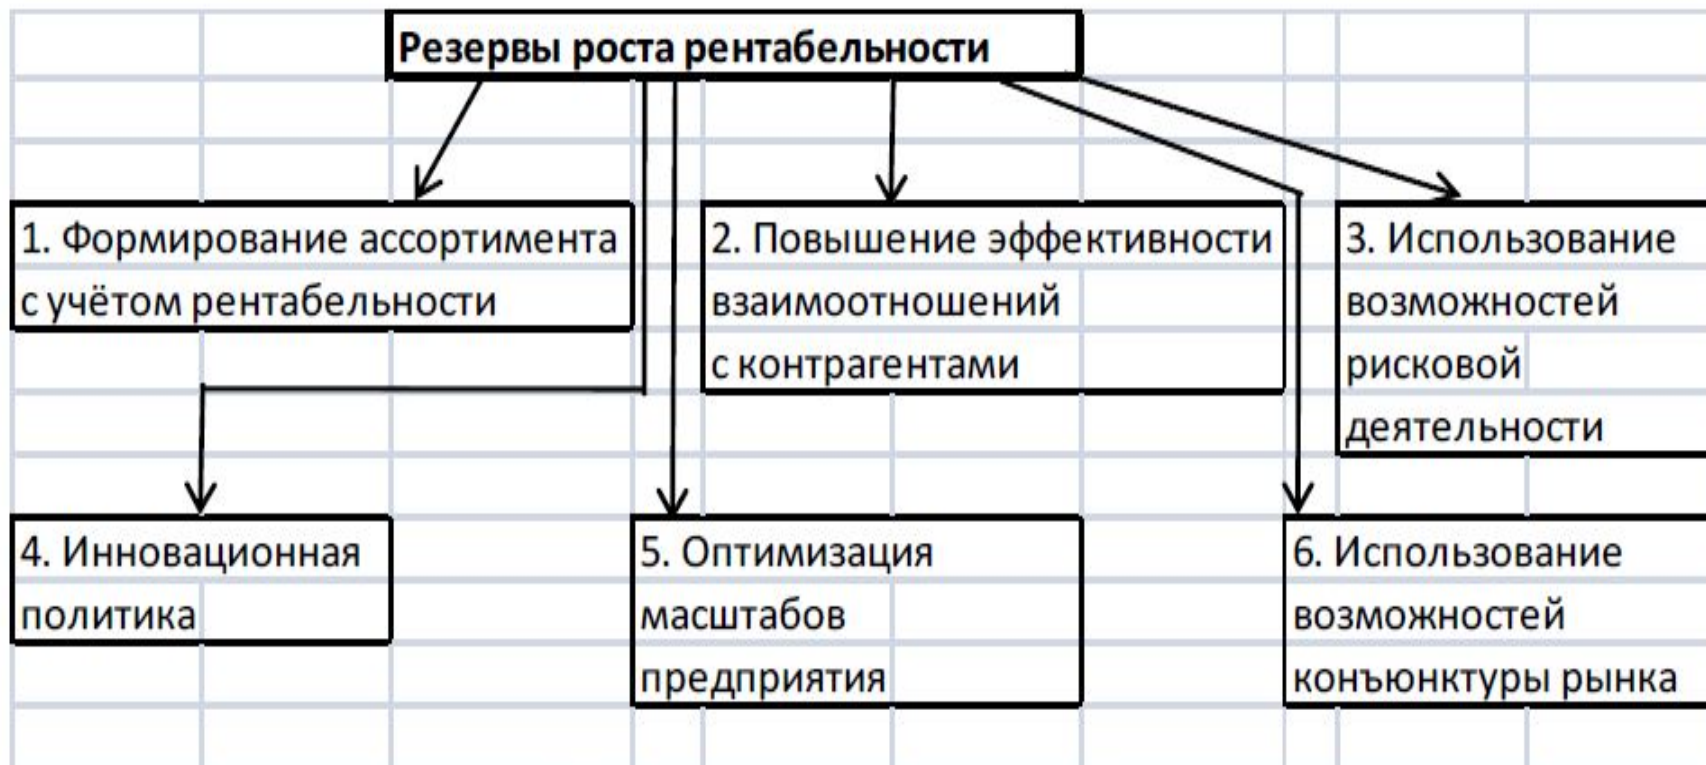 Резервы роста рентабельности
1. Формирование ассортимента
с учётом рентабельности
2. Повышение эффективности
взаимоотношений
с контрагентами
3. Использование
возможностей
рисковой
деятельности
4. Инновационная
политика
5. Оптимизация
масштабов
предприятия
6. Использование
возможностей
конъюнктуры рынка